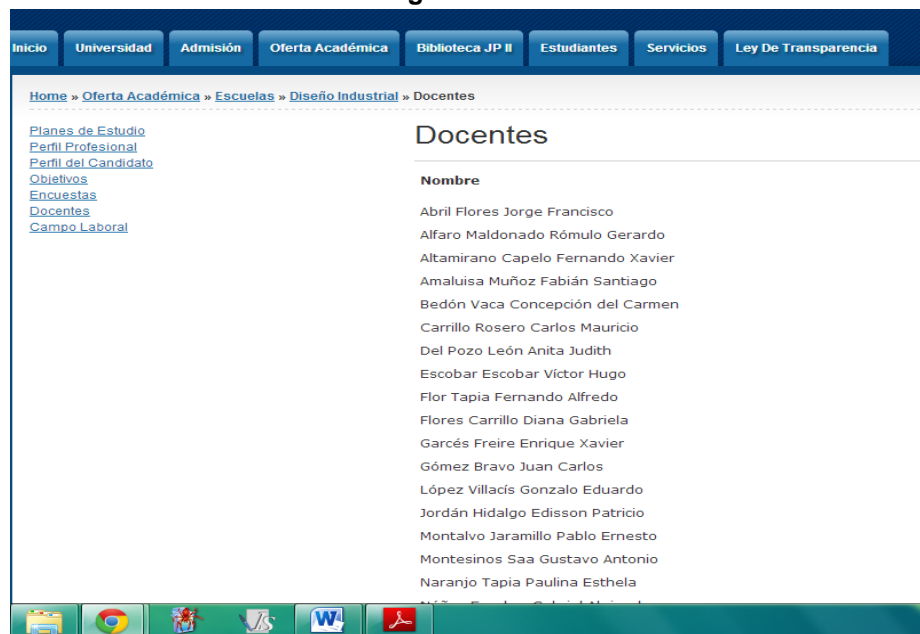 Inicio Universidad Admisión Oferta Académica Biblioteca JP II Estudiantes Servicios Ley De Transparencia
Home » Oferta Académica » Escuelas » Diseño Industrial » Docentes
Planes de Estudio
Perfil Profesional
Perfil del Candidato
Objetivos
Encuestas
Docentes
Campo Laboral
Docentes
Nombre
Abril Flores Jorge Francisco
Alfaro Maldonado Rómulo Gerardo
Altamirano Capelo Fernando Xavier
Amaluisa Muñoz Fabián Santiago
Bedón Vaca Concepción del Carmen
Carrillo Rosero Carlos Mauricio
Del Pozo León Anita Judith
Escobar Escobar Víctor Hugo
Flor Tapia Fernando Alfredo
Flores Carrillo Diana Gabriela
Garcés Freire Enrique Xavier
Gómez Bravo Juan Carlos
López Villacís Gonzalo Eduardo
Jordán Hidalgo Edisson Patricio
Montalvo Jaramillo Pablo Ernesto
Montesinos Saa Gustavo Antonio
Naranjo Tapia Paulina Esthela